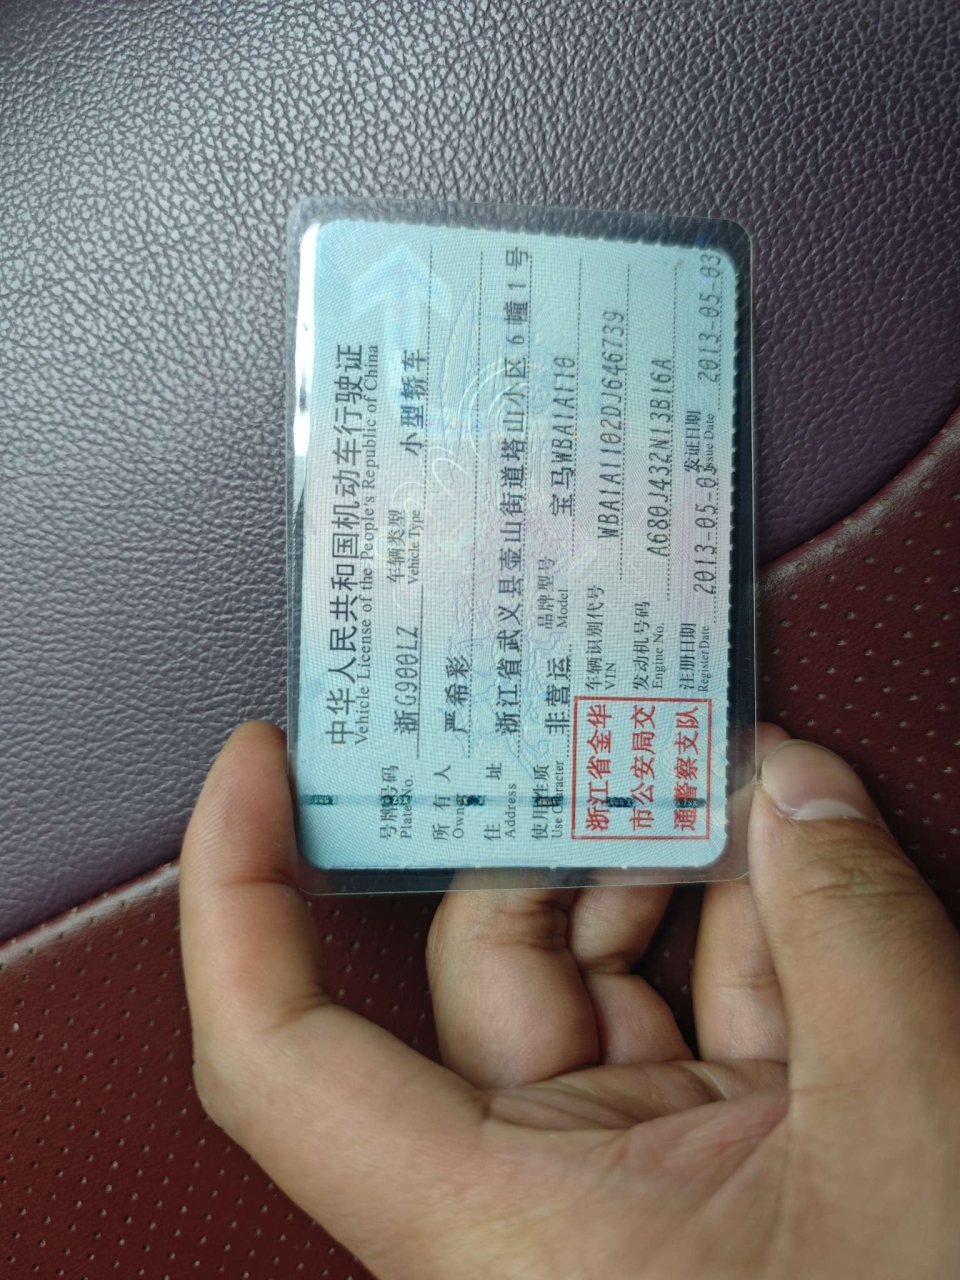 中华人民共和国机动车行驶证
Vehicle License of the People's Republic of China
号牌号码 浙G900LZ 车辆类型 小型轿车
Plate No. Vehicle Type
所有人 严希彩
Owner
住址 浙江省武义县壶山街道塔山小区6幢1号
Address
使用性质 非营运 品牌型号 宝马WBA1A110
Use Character Model
浙江省金华
市公安局交
通警察支队
车辆识别代号 WBA1A1102DJ646739
VIN
发动机号码 A680J432N13B16A
Engine No.
注册日期 2013-05-03 发证日期 2013-05-03
Register Date Issue Date